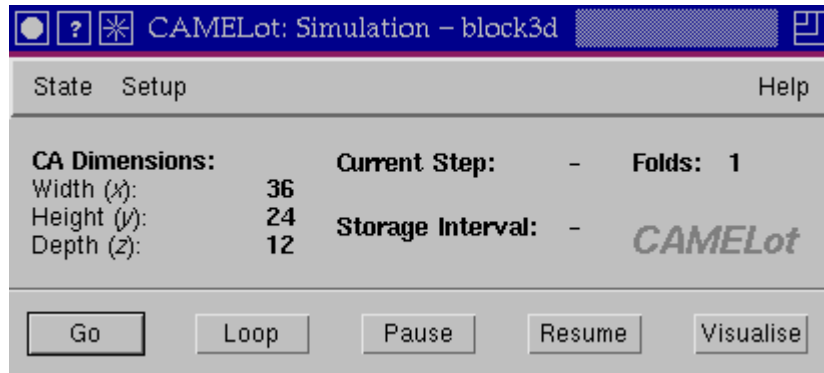 ? CAMELot: Simulation – block3d
State Setup Help
CA Dimensions: Current Step: - Folds: 1
Width (x): 36
Height (y): 24 Storage Interval: - CAMELot
Depth (z): 12
Go Loop Pause Resume Visualise